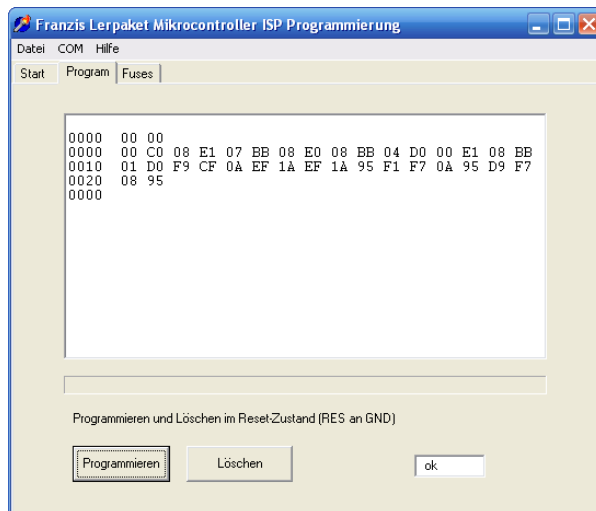 Franzis Lerpaket Mikrocontroller ISP Programmierung
Datei COM Hilfe
Start Program Fuses
0000 00 00
0000 00 C0 08 E1 07 BB 08 E0 08 BB 04 D0 00 E1 08 BB
0010 01 D0 F9 CF 0A EF 1A EF 1A 95 F1 F7 0A 95 D9 F7
0020 08 95
0000
Programmieren und Löschen im Reset-Zustand (RES an GND)
Programmieren Löschen ok